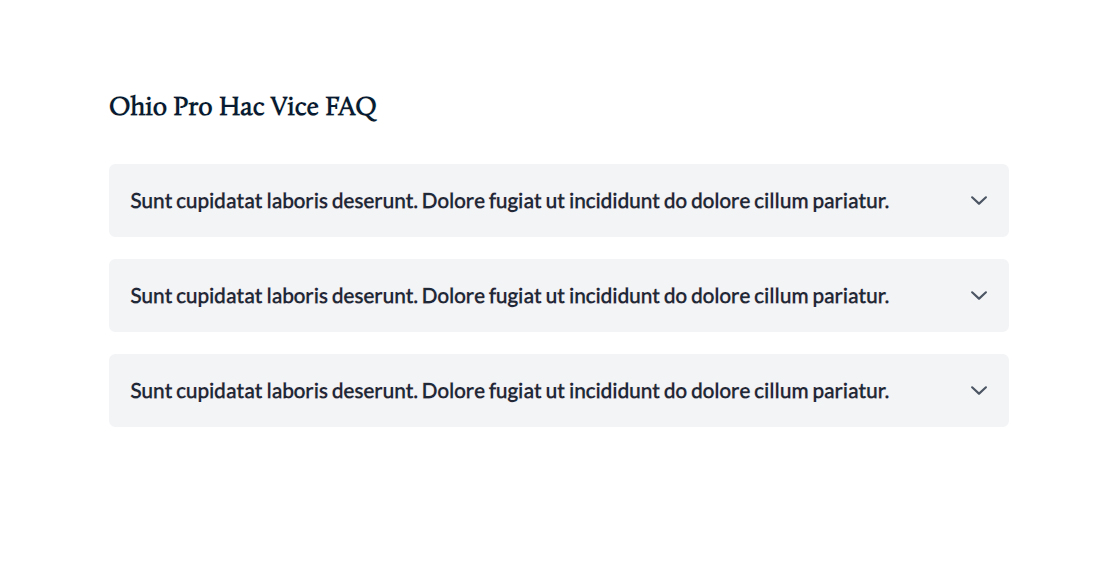 Ohio Pro Hac Vice FAQ
Sunt cupidatat laboris deserunt. Dolore fugiat ut incididunt do dolore cillum pariatur.
Sunt cupidatat laboris deserunt. Dolore fugiat ut incididunt do dolore cillum pariatur.
Sunt cupidatat laboris deserunt. Dolore fugiat ut incididunt do dolore cillum pariatur.